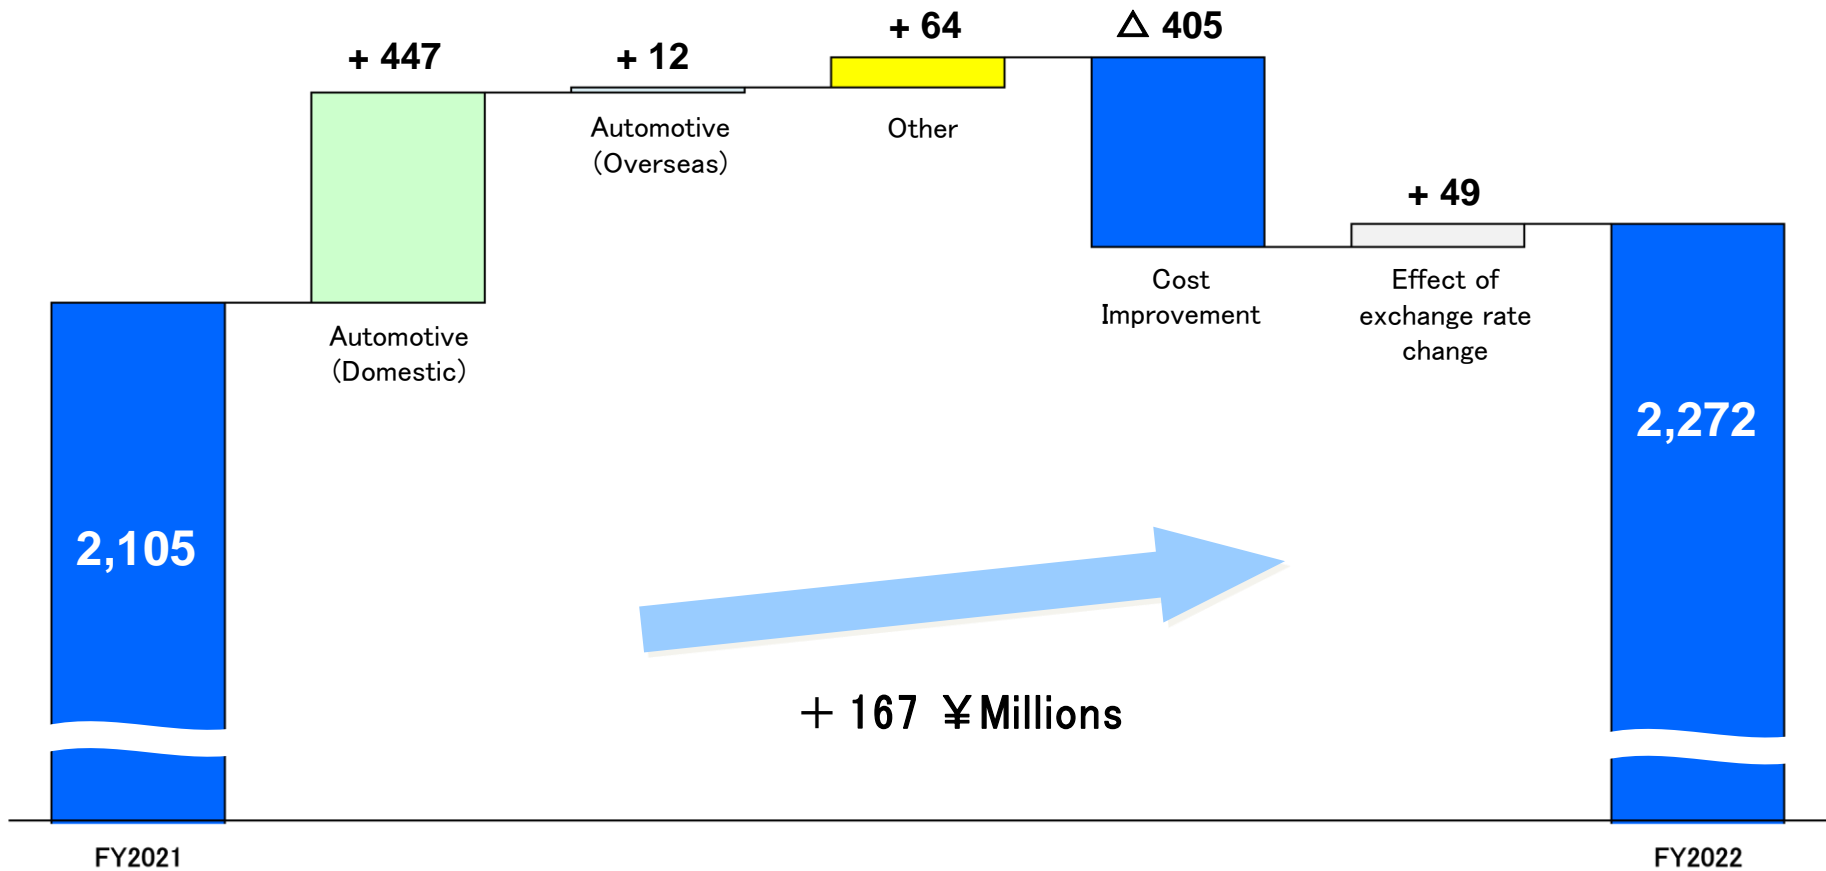 + 447
+ 12
+ 64
△ 405
Automotive
(Domestic)
Automotive
(Overseas)
Other
Cost
Improvement
+ 49
Effect of
exchange rate
change
2,105
2,272
＋ 167 ￥Millions
FY2021
FY2022